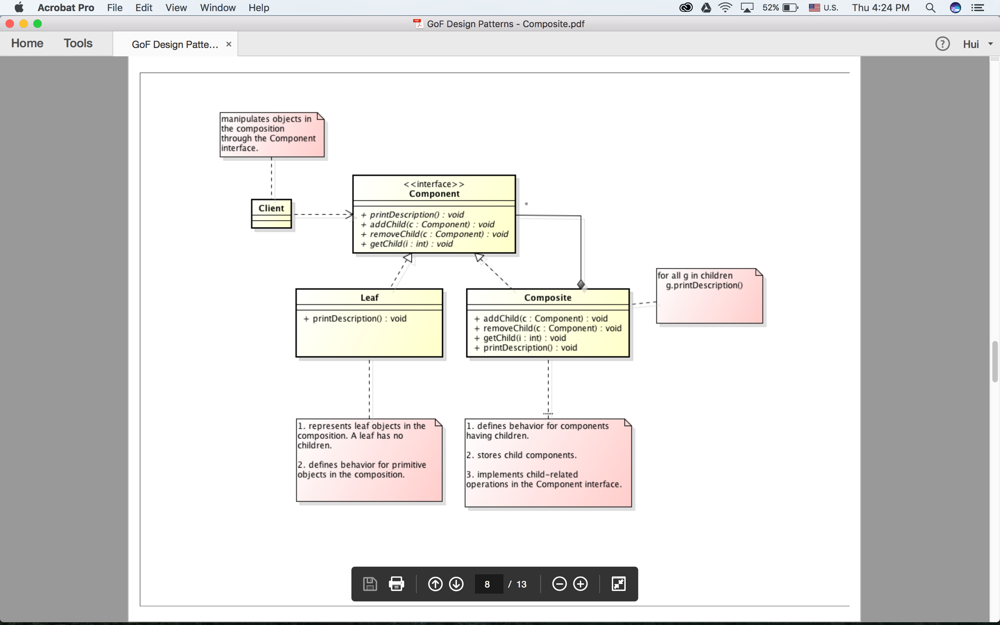 Acrobat Pro File Edit View Window Help 52% U.S. Thu 4:24 PM
GoF Design Patterns - Composite.pdf
Home Tools GoF Design Patte... × ? Hui
manipulates objects in
the composition
through the Component
interface.
Client
<<interface>>
Component
+ printDescription() : void
+ addChild(c : Component) : void
+ removeChild(c : Component) : void
+ getChild(i : int) : void
*
Leaf
+ printDescription() : void
Composite
+ addChild(c : Component) : void
+ removeChild(c : Component) : void
+ getChild(i : int) : void
+ printDescription() : void
for all g in children
g.printDescription()
1. represents leaf objects in the
composition. A leaf has no
children.
2. defines behavior for primitive
objects in the composition.
1. defines behavior for components
having children.
2. stores child components.
3. implements child-related
operations in the Component interface.
8 / 13